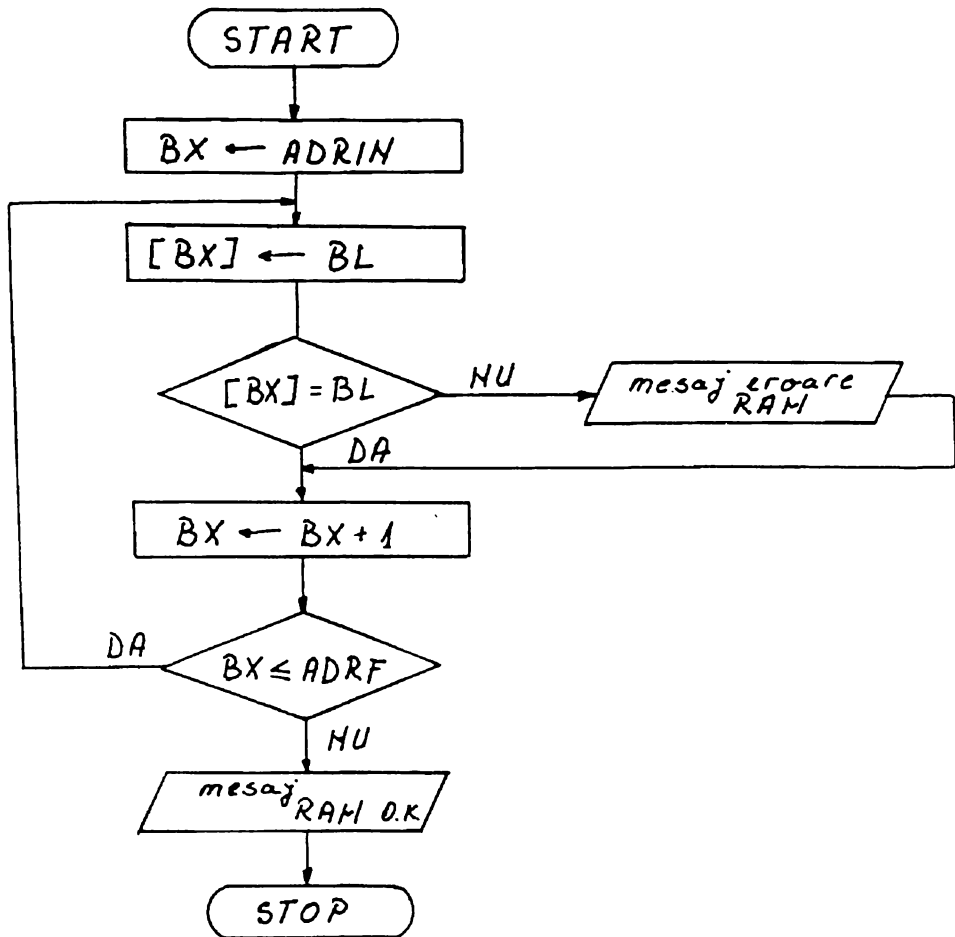 START
BX ← ADRIN
[BX] ← BL
[BX] = BL
NU
mesaj eroare
RAM
DA
BX ← BX + 1
DA
BX ≤ ADRF
NU
mesaj
RAM O.K
STOP